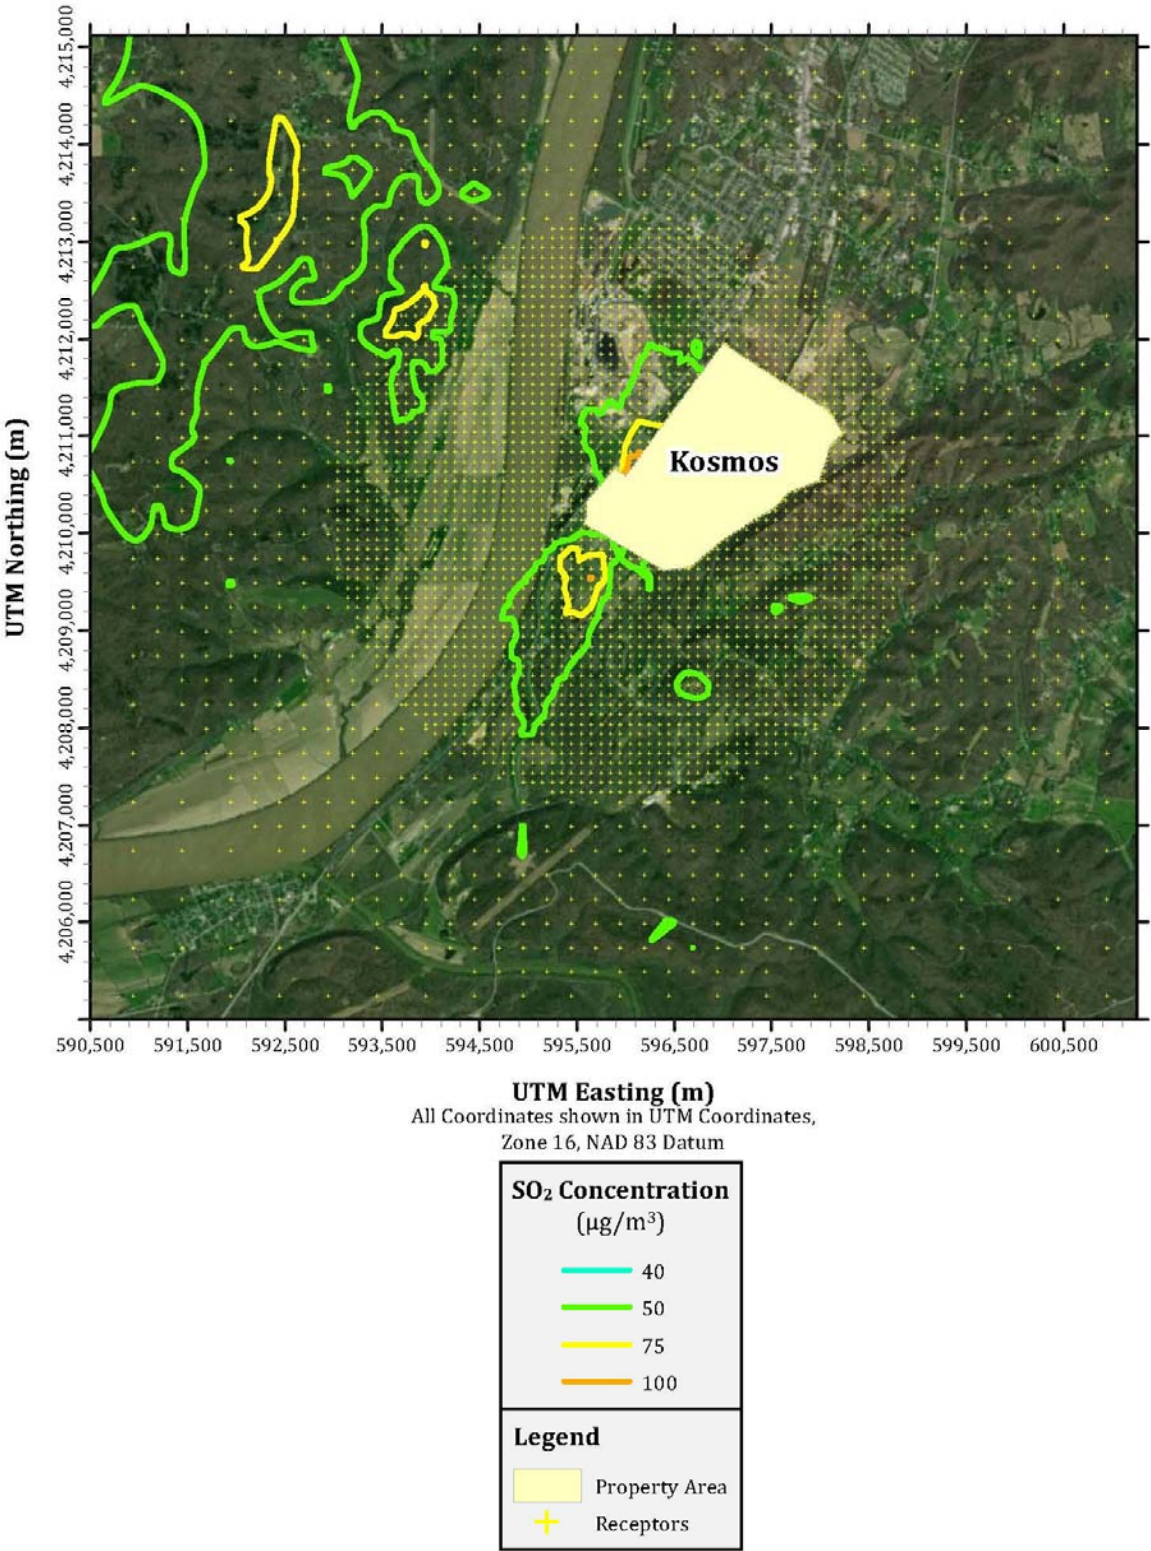 4,215,000
4,214,000
4,213,000
4,212,000
4,211,000
4,210,000
4,209,000
4,208,000
4,207,000
4,206,000
UTM Northing (m)
Kosmos
590,500 591,500 592,500 593,500 594,500 595,500 596,500 597,500 598,500 599,500 600,500
UTM Easting (m)
All Coordinates shown in UTM Coordinates,
Zone 16, NAD 83 Datum
SO₂ Concentration
(µg/m³)
40
50
75
100
Legend
Property Area
Receptors